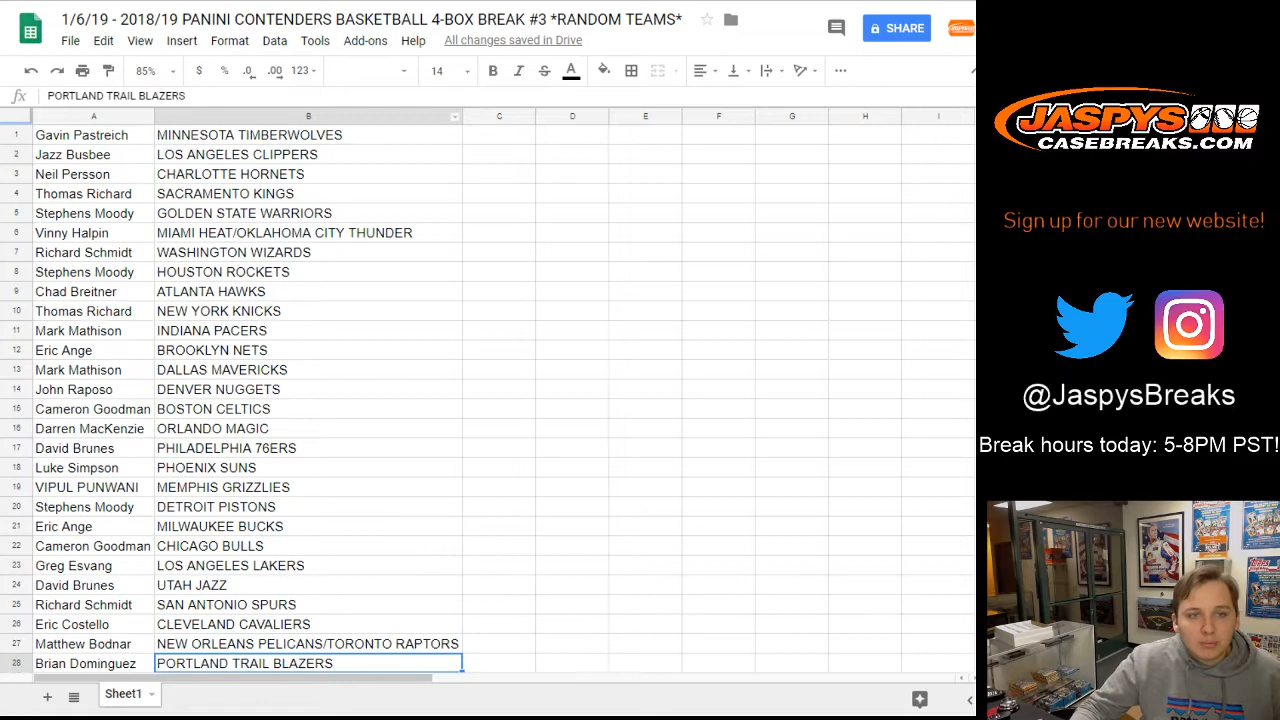 1/6/19 - 2018/19 PANINI CONTENDERS BASKETBALL 4-BOX BREAK #3 *RANDOM TEAMS*
SHARE
File Edit View Insert Format Data Tools Add-ons Help All changes saved in Drive
85% $ % .0 .00 123 14 B I S A
fx PORTLAND TRAIL BLAZERS
A B C D E F G H I
1 Gavin Pastreich MINNESOTA TIMBERWOLVES
2 Jazz Busbee LOS ANGELES CLIPPERS
3 Neil Persson CHARLOTTE HORNETS
4 Thomas Richard SACRAMENTO KINGS
5 Stephens Moody GOLDEN STATE WARRIORS
6 Vinny Halpin MIAMI HEAT/OKLAHOMA CITY THUNDER
7 Richard Schmidt WASHINGTON WIZARDS
8 Stephens Moody HOUSTON ROCKETS
9 Chad Breitner ATLANTA HAWKS
10 Thomas Richard NEW YORK KNICKS
11 Mark Mathison INDIANA PACERS
12 Eric Ange BROOKLYN NETS
13 Mark Mathison DALLAS MAVERICKS
14 John Raposo DENVER NUGGETS
15 Cameron Goodman BOSTON CELTICS
16 Darren MacKenzie ORLANDO MAGIC
17 David Brunes PHILADELPHIA 76ERS
18 Luke Simpson PHOENIX SUNS
19 VIPUL PUNWANI MEMPHIS GRIZZLIES
20 Stephens Moody DETROIT PISTONS
21 Eric Ange MILWAUKEE BUCKS
22 Cameron Goodman CHICAGO BULLS
23 Greg Esvang LOS ANGELES LAKERS
24 David Brunes UTAH JAZZ
25 Richard Schmidt SAN ANTONIO SPURS
26 Eric Costello CLEVELAND CAVALIERS
27 Matthew Bodnar NEW ORLEANS PELICANS/TORONTO RAPTORS
28 Brian Dominguez PORTLAND TRAIL BLAZERS
Sheet1
JASPYS
CASEBREAKS.COM
Sign up for our new website!
@JaspysBreaks
Break hours today: 5-8PM PST!